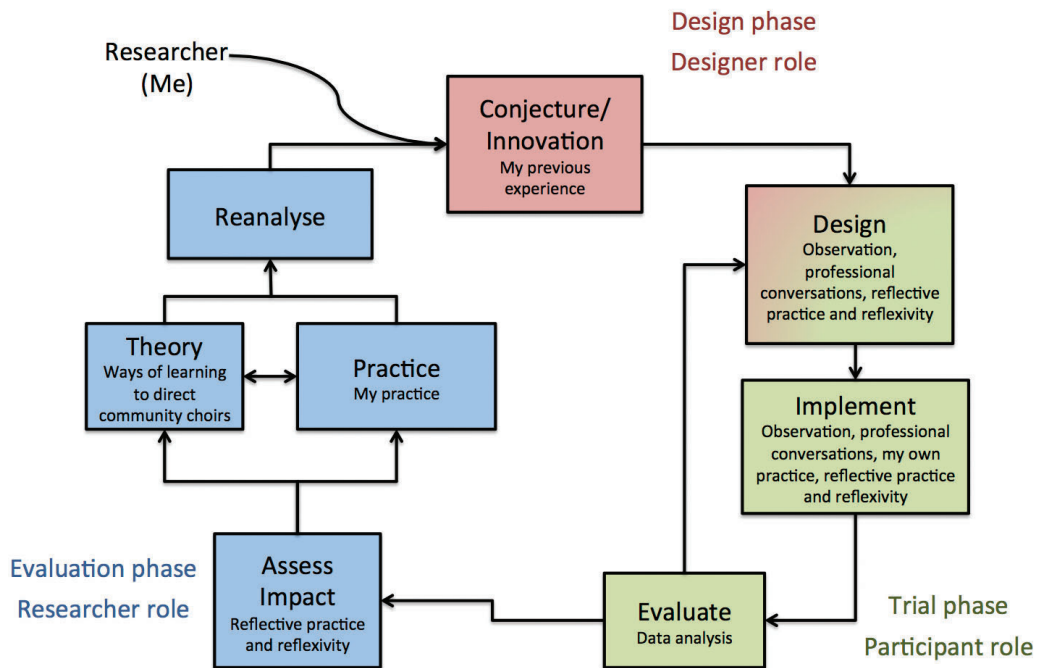 Design phase
Designer role
Researcher
(Me)
Conjecture/
Innovation
My previous
experience
Reanalyse
Design
Observation,
professional
conversations, reflective
practice and reflexivity
Theory
Ways of learning
to direct
community choirs
Practice
My practice
Implement
Observation, professional
conversations, my own
practice, reflective practice
and reflexivity
Evaluation phase
Researcher role
Assess
Impact
Reflective practice
and reflexivity
Evaluate
Data analysis
Trial phase
Participant role